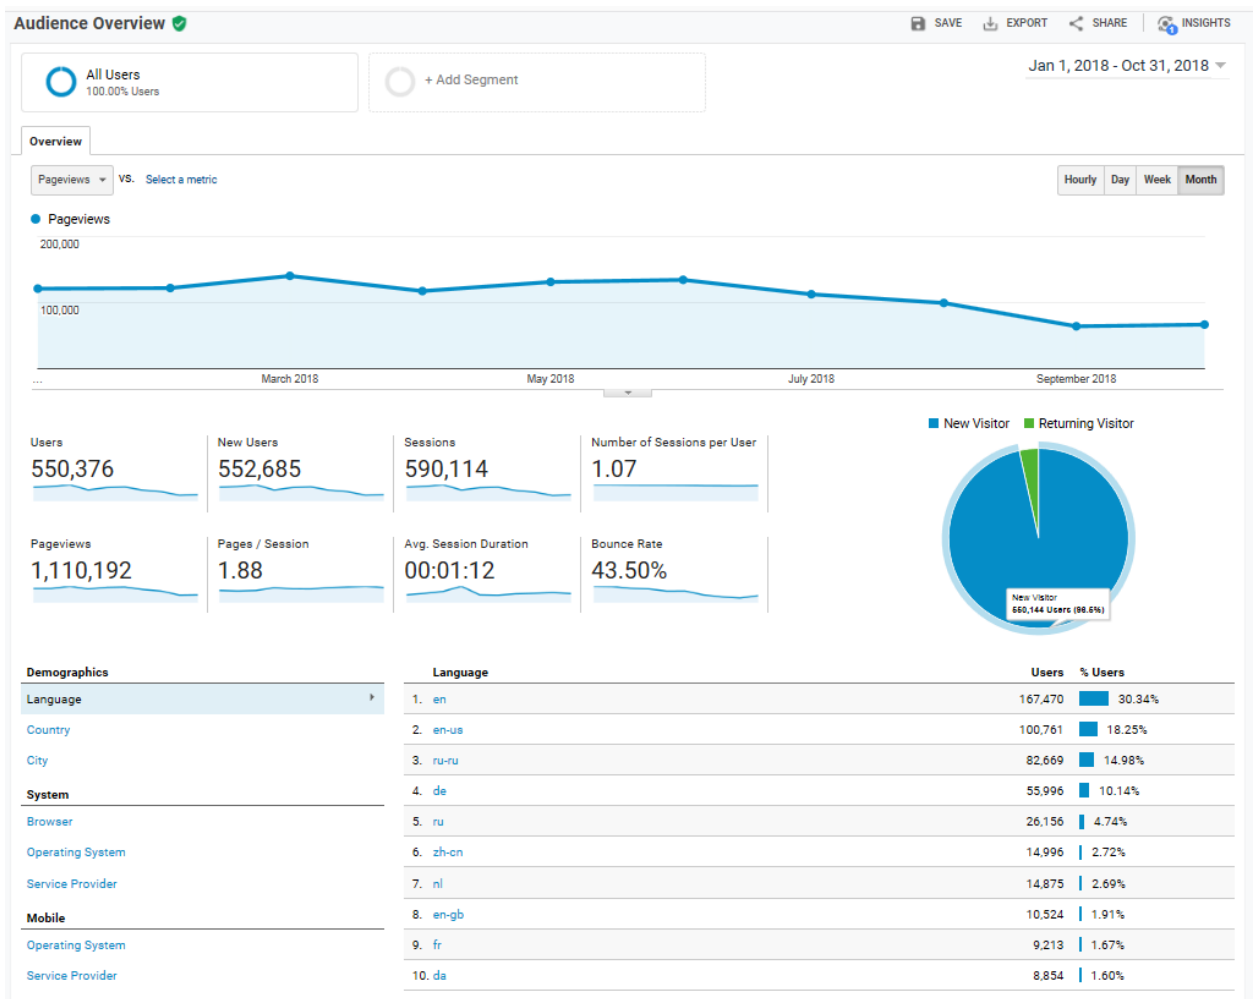 Audience Overview
SAVE EXPORT SHARE 1 INSIGHTS
All Users
100.00% Users
+ Add Segment
Jan 1, 2018 - Oct 31, 2018
Overview
Pageviews VS. Select a metric
Hourly Day Week Month
Pageviews
200,000
100,000
... March 2018 May 2018 July 2018 September 2018
New Visitor Returning Visitor
Users New Users Sessions Number of Sessions per User
550,376 552,685 590,114 1.07
Pageviews Pages / Session Avg. Session Duration Bounce Rate
1,110,192 1.88 00:01:12 43.50%
New Visitor
550,144 Users (96.6%)
Demographics
Language
Country
City
System
Browser
Operating System
Service Provider
Mobile
Operating System
Service Provider
Language Users % Users
1. en 167,470 30.34%
2. en-us 100,761 18.25%
3. ru-ru 82,669 14.98%
4. de 55,996 10.14%
5. ru 26,156 4.74%
6. zh-cn 14,996 2.72%
7. nl 14,875 2.69%
8. en-gb 10,524 1.91%
9. fr 9,213 1.67%
10. da 8,854 1.60%